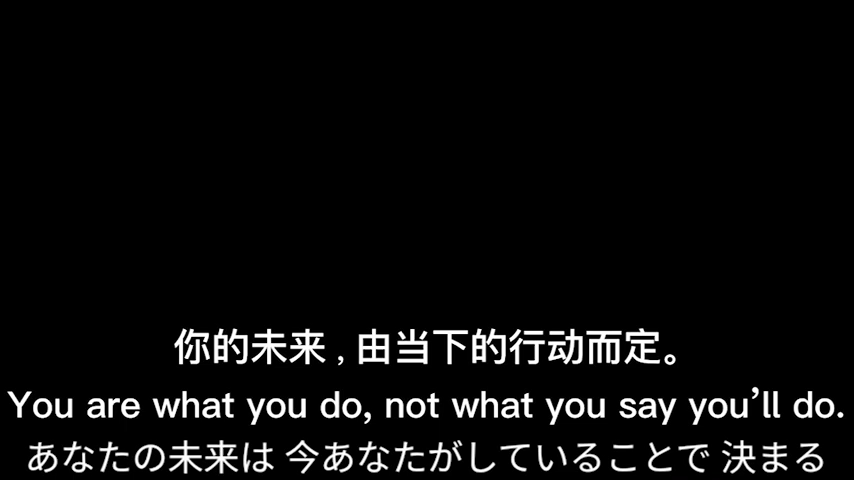 你的未来,由当下的行动而定。
You are what you do, not what you say you’ll do.
あなたの未来は 今あなたがしていることで 決まる